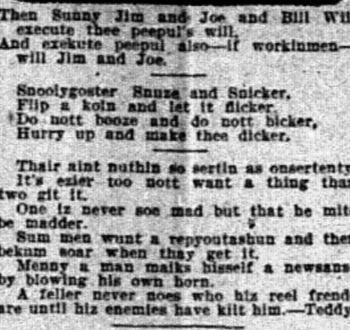 Then Sunny Jim and Joe and Bill Wil
execute thee peepul's will.
And exekute peepul also—if workinmen—
will Jim and Joe.
Snoolygoster Snuze and Snicker,
Flip a koin and let it flicker.
Do nott booze and do nott bicker,
Hurry up and make thee dicker.
Thair aint nuthin so sertin as onsertenty
It's ezier too nott want a thing than
two git it.
One iz never soe mad but that he mite
be madder.
Sum men wunt a repyoutashun and then
bekum soar when thay get it.
Menny a man maiks hisself a newsans
by blowing his own horn.
A feller never noes who hiz reel frend
are until hiz enemies have kilt him.—Teddy